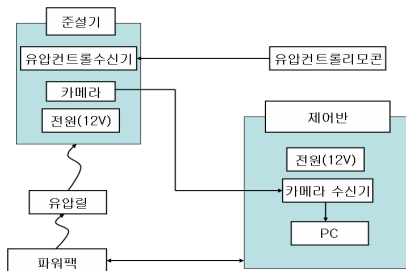 준설기
유압컨트롤수신기
유압컨트롤리모콘
카메라
전원(12V)
제어반
전원(12V)
카메라 수신기
유압릴
PC
파워팩